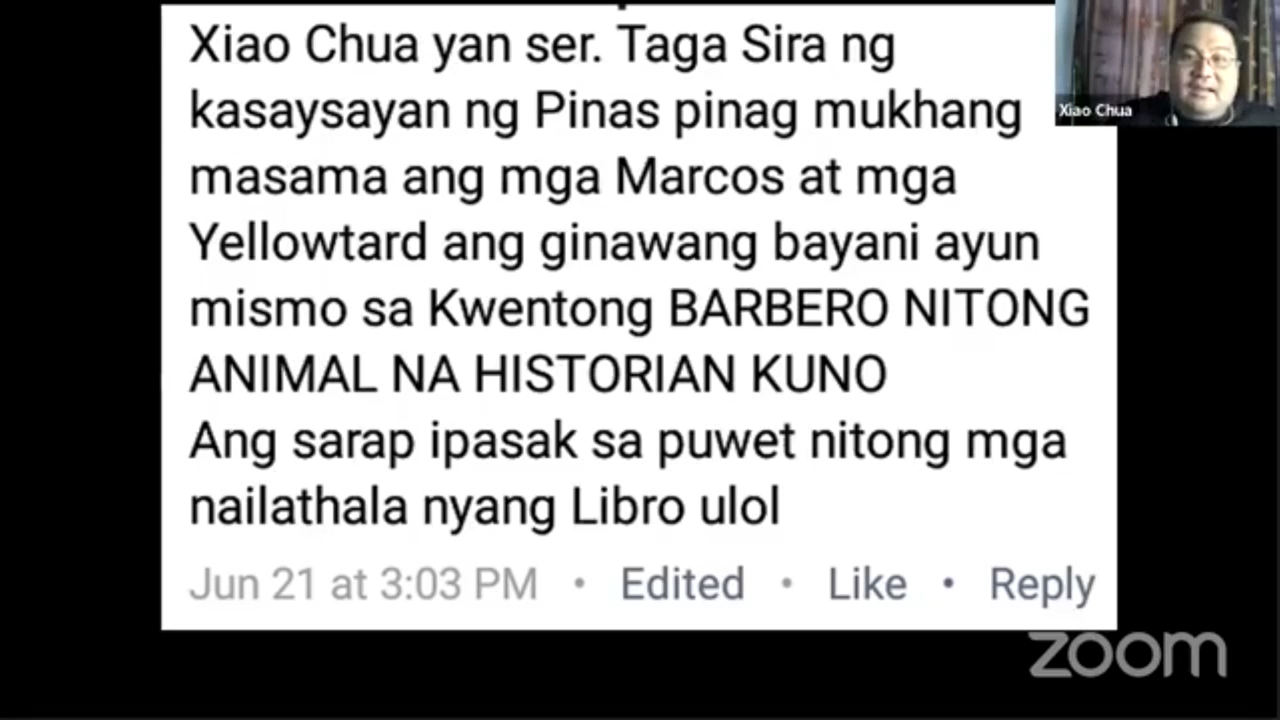 Xiao Chua yan ser. Taga Sira ng
kasaysayan ng Pinas pinag mukhang
masama ang mga Marcos at mga
Yellowtard ang ginawang bayani ayun
mismo sa Kwentong BARBERO NITONG
ANIMAL NA HISTORIAN KUNO
Ang sarap ipasak sa puwet nitong mga
nailathala nyang Libro ulol
Jun 21 at 3:03 PM • Edited • Like • Reply
Xiao Chua
zoom